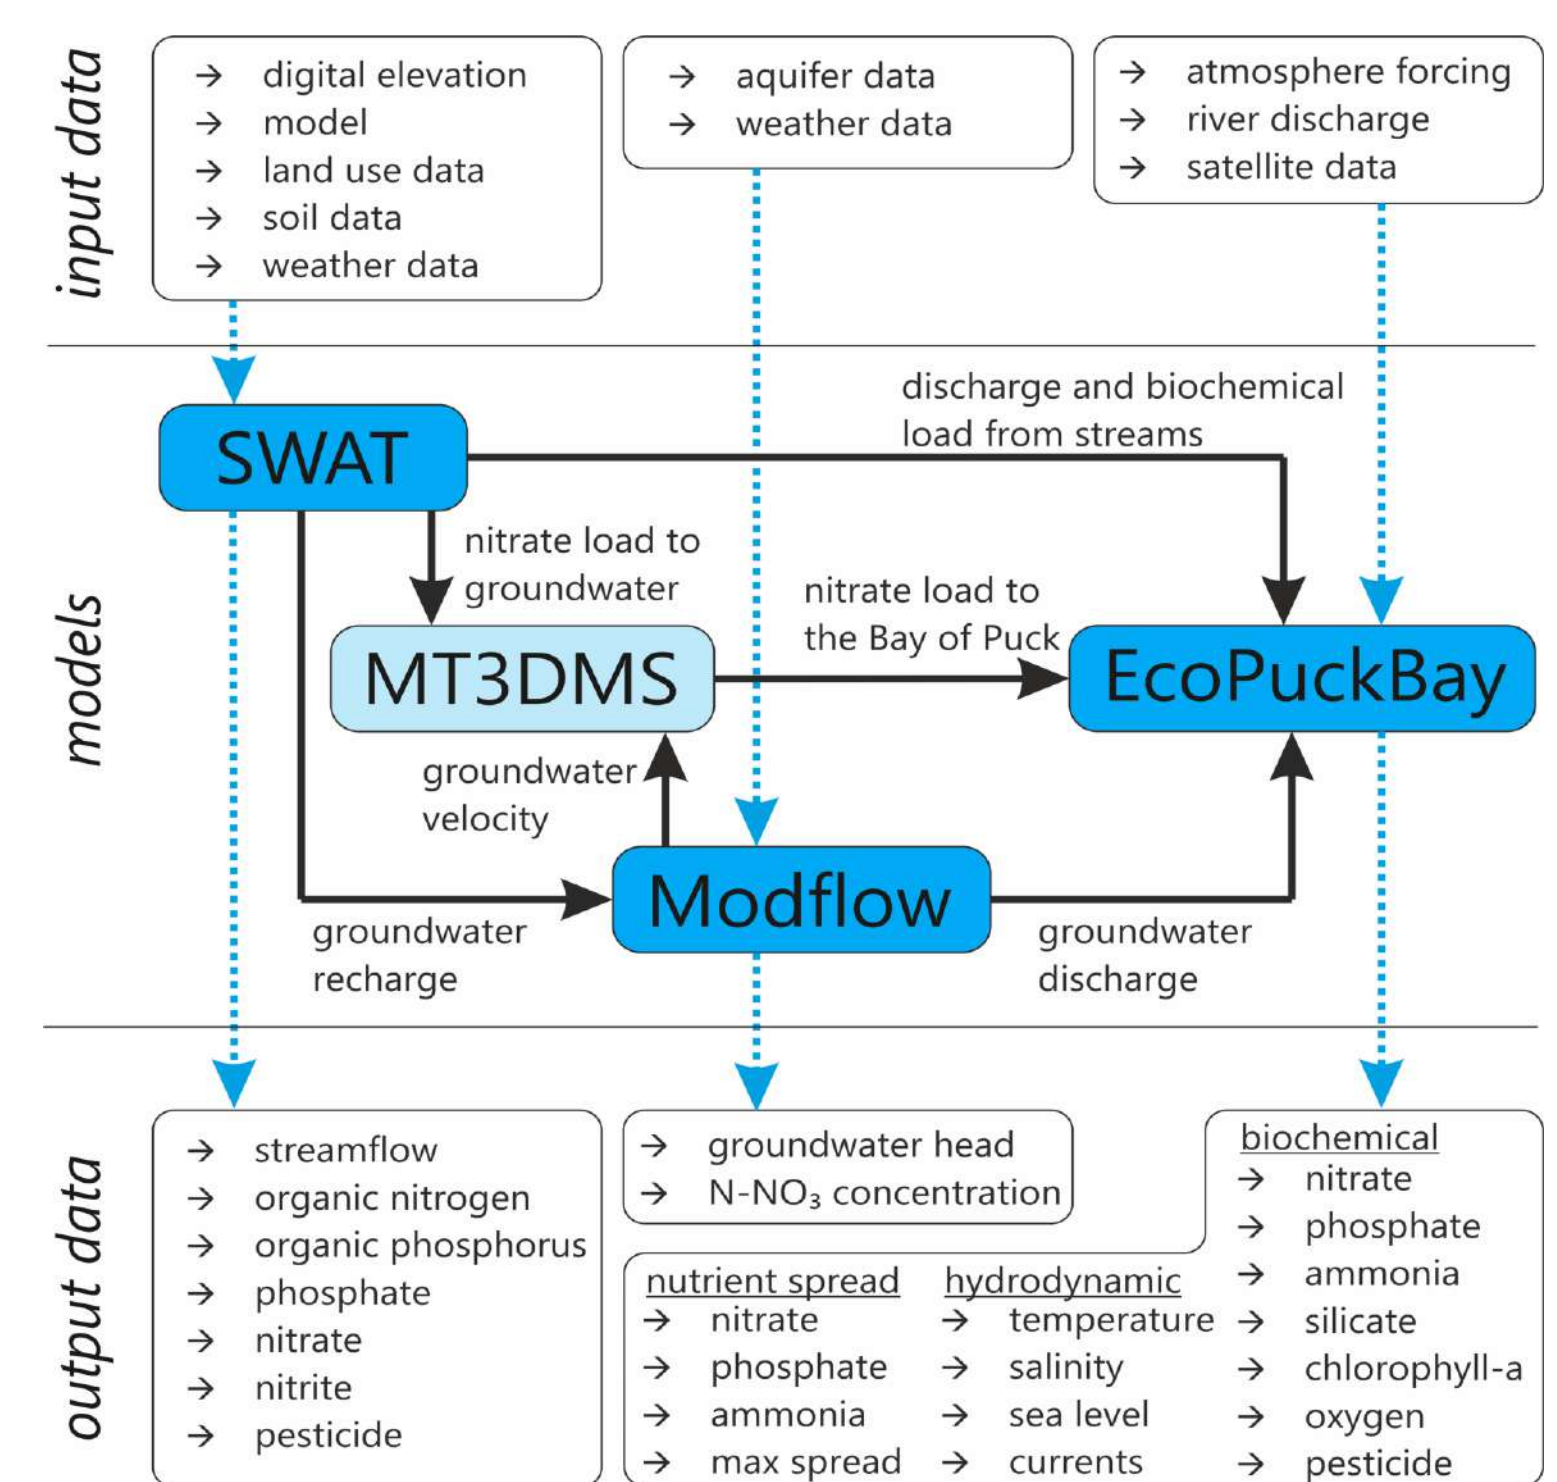 input data
→ digital elevation
→ model
→ land use data
→ soil data
→ weather data
→ aquifer data
→ weather data
→ atmosphere forcing
→ river discharge
→ satellite data
models
SWAT
discharge and biochemical
load from streams
nitrate load to
groundwater
nitrate load to
the Bay of Puck
MT3DMS
EcoPuckBay
groundwater
velocity
Modflow
groundwater
recharge
groundwater
discharge
output data
→ streamflow
→ organic nitrogen
→ organic phosphorus
→ phosphate
→ nitrate
→ nitrite
→ pesticide
→ groundwater head
→ N-NO₃ concentration
nutrient spread
→ nitrate
→ phosphate
→ ammonia
→ max spread
hydrodynamic
→ temperature
→ salinity
→ sea level
→ currents
biochemical
→ nitrate
→ phosphate
→ ammonia
→ silicate
→ chlorophyll-a
→ oxygen
→ pesticide